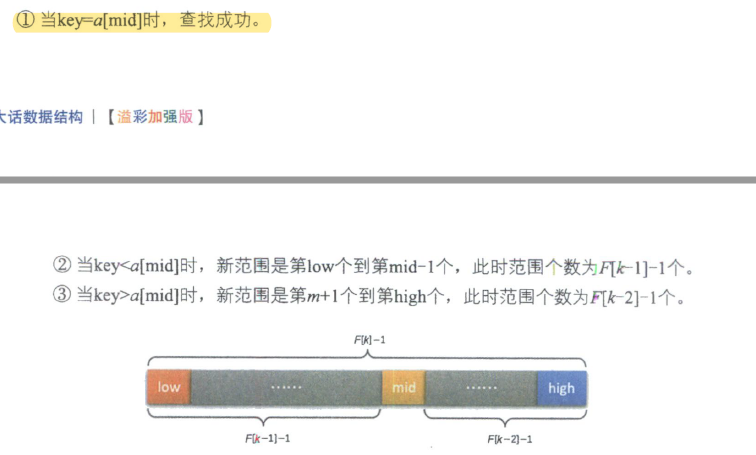 ① 当key=a[mid]时，查找成功。
大话数据结构｜【溢彩加强版】
② 当key<a[mid]时，新范围是第low个到第mid-1个，此时范围个数为F[k-1]-1个。
③ 当key>a[mid]时，新范围是第m+1个到第high个，此时范围个数为F[k-2]-1个。
F[k]-1
low …… mid …… high
F[k-1]-1 F[k-2]-1